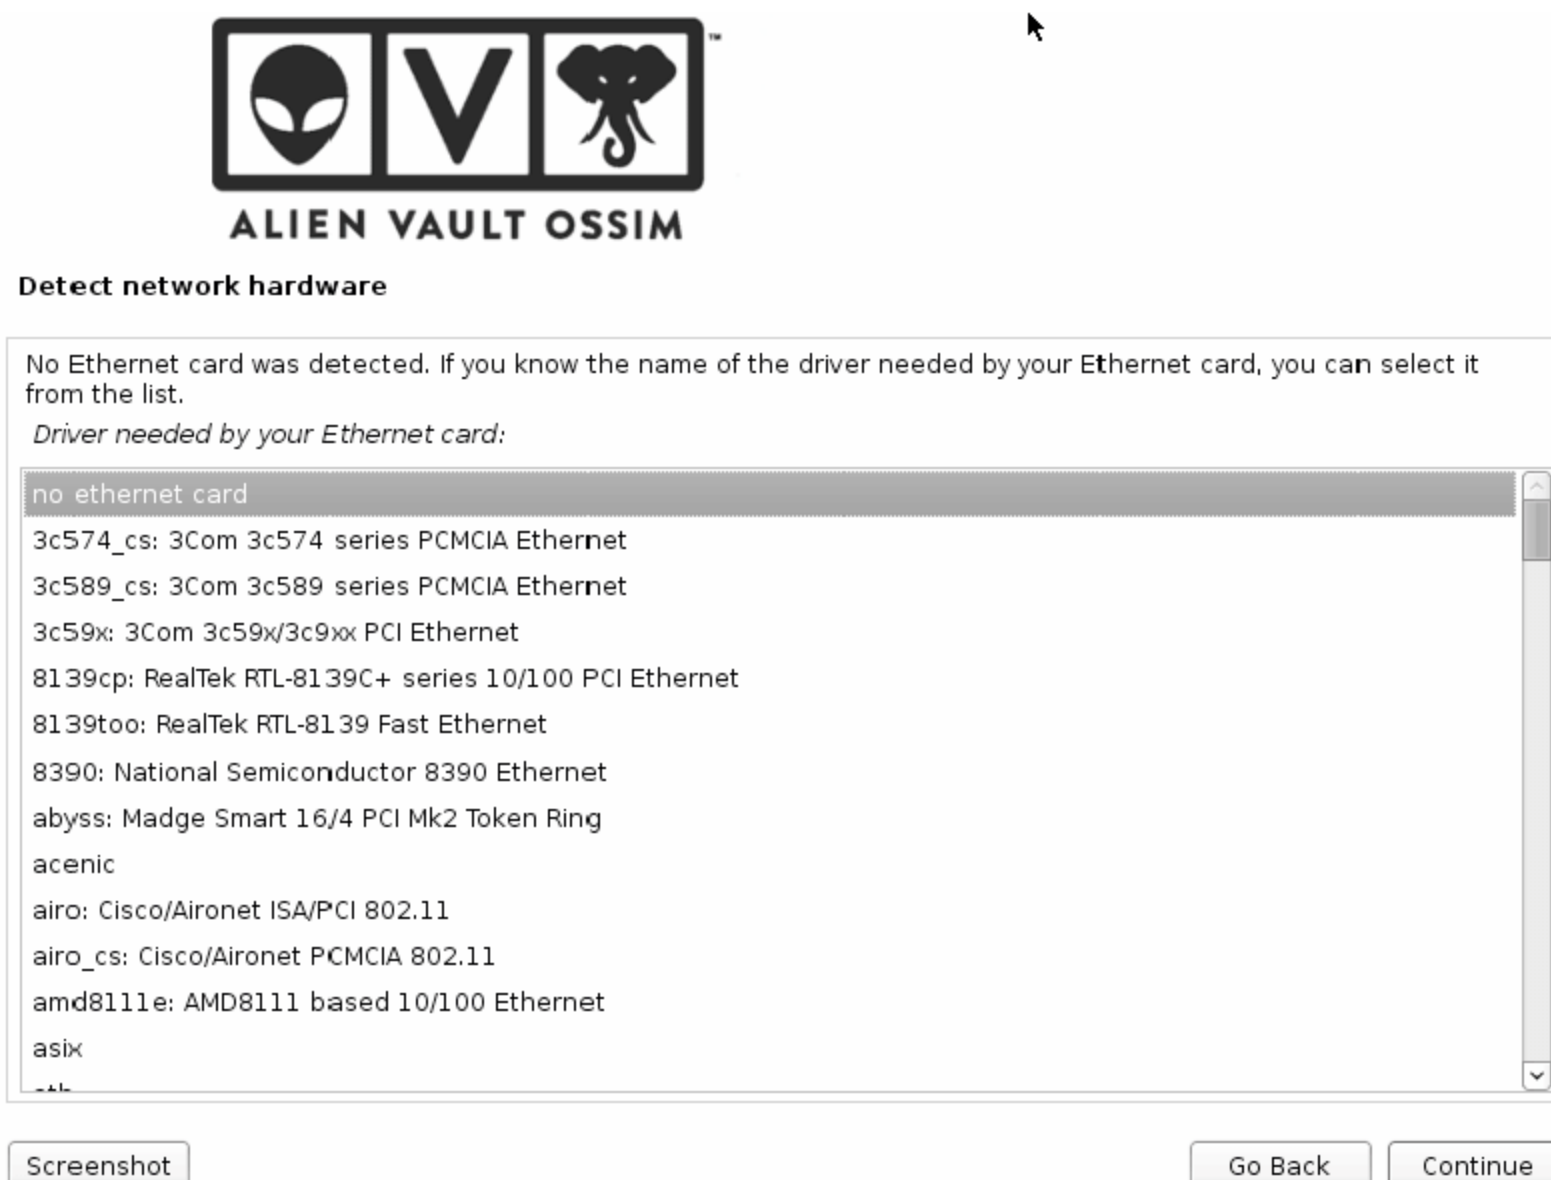 V ™
ALIEN VAULT OSSIM
Detect network hardware
No Ethernet card was detected. If you know the name of the driver needed by your Ethernet card, you can select it
from the list.
Driver needed by your Ethernet card:
no ethernet card
3c574_cs: 3Com 3c574 series PCMCIA Ethernet
3c589_cs: 3Com 3c589 series PCMCIA Ethernet
3c59x: 3Com 3c59x/3c9xx PCI Ethernet
8139cp: RealTek RTL-8139C+ series 10/100 PCI Ethernet
8139too: RealTek RTL-8139 Fast Ethernet
8390: National Semiconductor 8390 Ethernet
abyss: Madge Smart 16/4 PCI Mk2 Token Ring
acenic
airo: Cisco/Aironet ISA/PCI 802.11
airo_cs: Cisco/Aironet PCMCIA 802.11
amd8111e: AMD8111 based 10/100 Ethernet
asix
Screenshot
Go Back
Continue